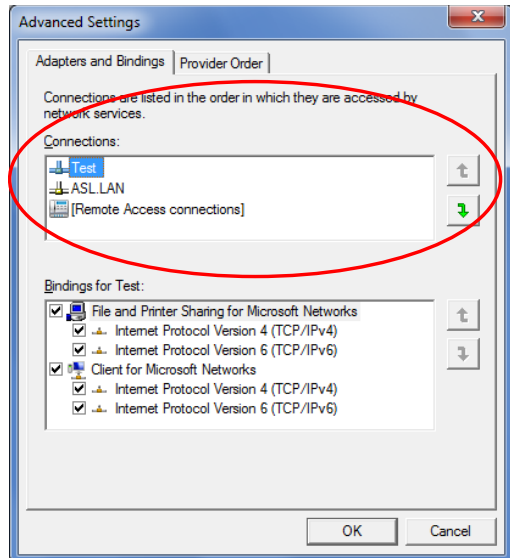 Advanced Settings
Adapters and Bindings
Provider Order
Connections are listed in the order in which they are accessed by
network services.
Connections:
Test
ASL.LAN
[Remote Access connections]
Bindings for Test:
File and Printer Sharing for Microsoft Networks
Internet Protocol Version 4 (TCP/IPv4)
Internet Protocol Version 6 (TCP/IPv6)
Client for Microsoft Networks
Internet Protocol Version 4 (TCP/IPv4)
Internet Protocol Version 6 (TCP/IPv6)
OK
Cancel